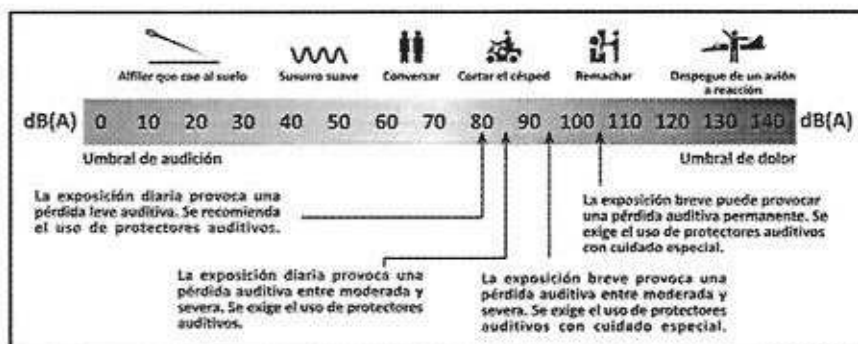 Alfiler que cae al suelo
Susurro suave
Conversar
Cortar el césped
Remachar
Despegue de un avión
a reacción
dB(A) 0 10 20 30 40 50 60 70 80 90 100 110 120 130 140 dB(A)
Umbral de audición
Umbral de dolor
La exposición diaria provoca una
pérdida leve auditiva. Se recomienda
el uso de protectores auditivos.
La exposición breve puede provocar
una pérdida auditiva permanente. Se
exige el uso de protectores auditivos
con cuidado especial.
La exposición diaria provoca una
pérdida auditiva entre moderada y
severa. Se exige el uso de protectores
auditivos.
La exposición breve provoca una
pérdida auditiva entre moderada y
severa. Se exige el uso de protectores
auditivos con cuidado especial.